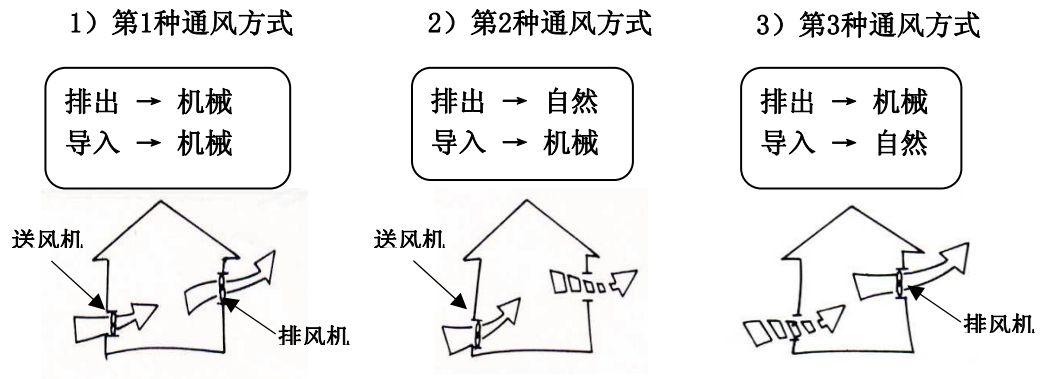 1）第1种通风方式
排出 → 机械
导入 → 机械
送风机
排风机
2）第2种通风方式
排出 → 自然
导入 → 机械
送风机
3）第3种通风方式
排出 → 机械
导入 → 自然
排风机